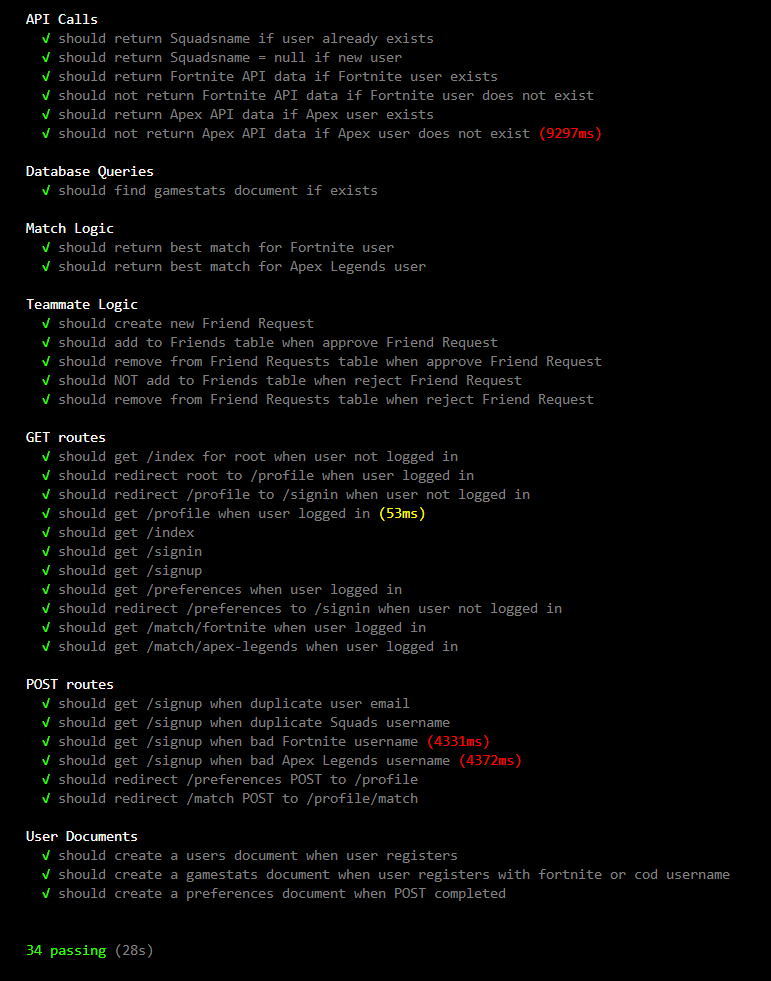 API Calls
√ should return Squadsname if user already exists
√ should return Squadsname = null if new user
√ should return Fortnite API data if Fortnite user exists
√ should not return Fortnite API data if Fortnite user does not exist
√ should return Apex API data if Apex user exists
√ should not return Apex API data if Apex user does not exist (9297ms)
Database Queries
√ should find gamestats document if exists
Match Logic
√ should return best match for Fortnite user
√ should return best match for Apex Legends user
Teammate Logic
√ should create new Friend Request
√ should add to Friends table when approve Friend Request
√ should remove from Friend Requests table when approve Friend Request
√ should NOT add to Friends table when reject Friend Request
√ should remove from Friend Requests table when reject Friend Request
GET routes
√ should get /index for root when user not logged in
√ should redirect root to /profile when user logged in
√ should redirect /profile to /signin when user not logged in
√ should get /profile when user logged in (53ms)
√ should get /index
√ should get /signin
√ should get /signup
√ should get /preferences when user logged in
√ should redirect /preferences to /signin when user not logged in
√ should get /match/fortnite when user logged in
√ should get /match/apex-legends when user logged in
POST routes
√ should get /signup when duplicate user email
√ should get /signup when duplicate Squads username
√ should get /signup when bad Fortnite username (4331ms)
√ should get /signup when bad Apex Legends username (4372ms)
√ should redirect /preferences POST to /profile
√ should redirect /match POST to /profile/match
User Documents
√ should create a users document when user registers
√ should create a gamestats document when user registers with fortnite or cod username
√ should create a preferences document when POST completed
34 passing (28s)